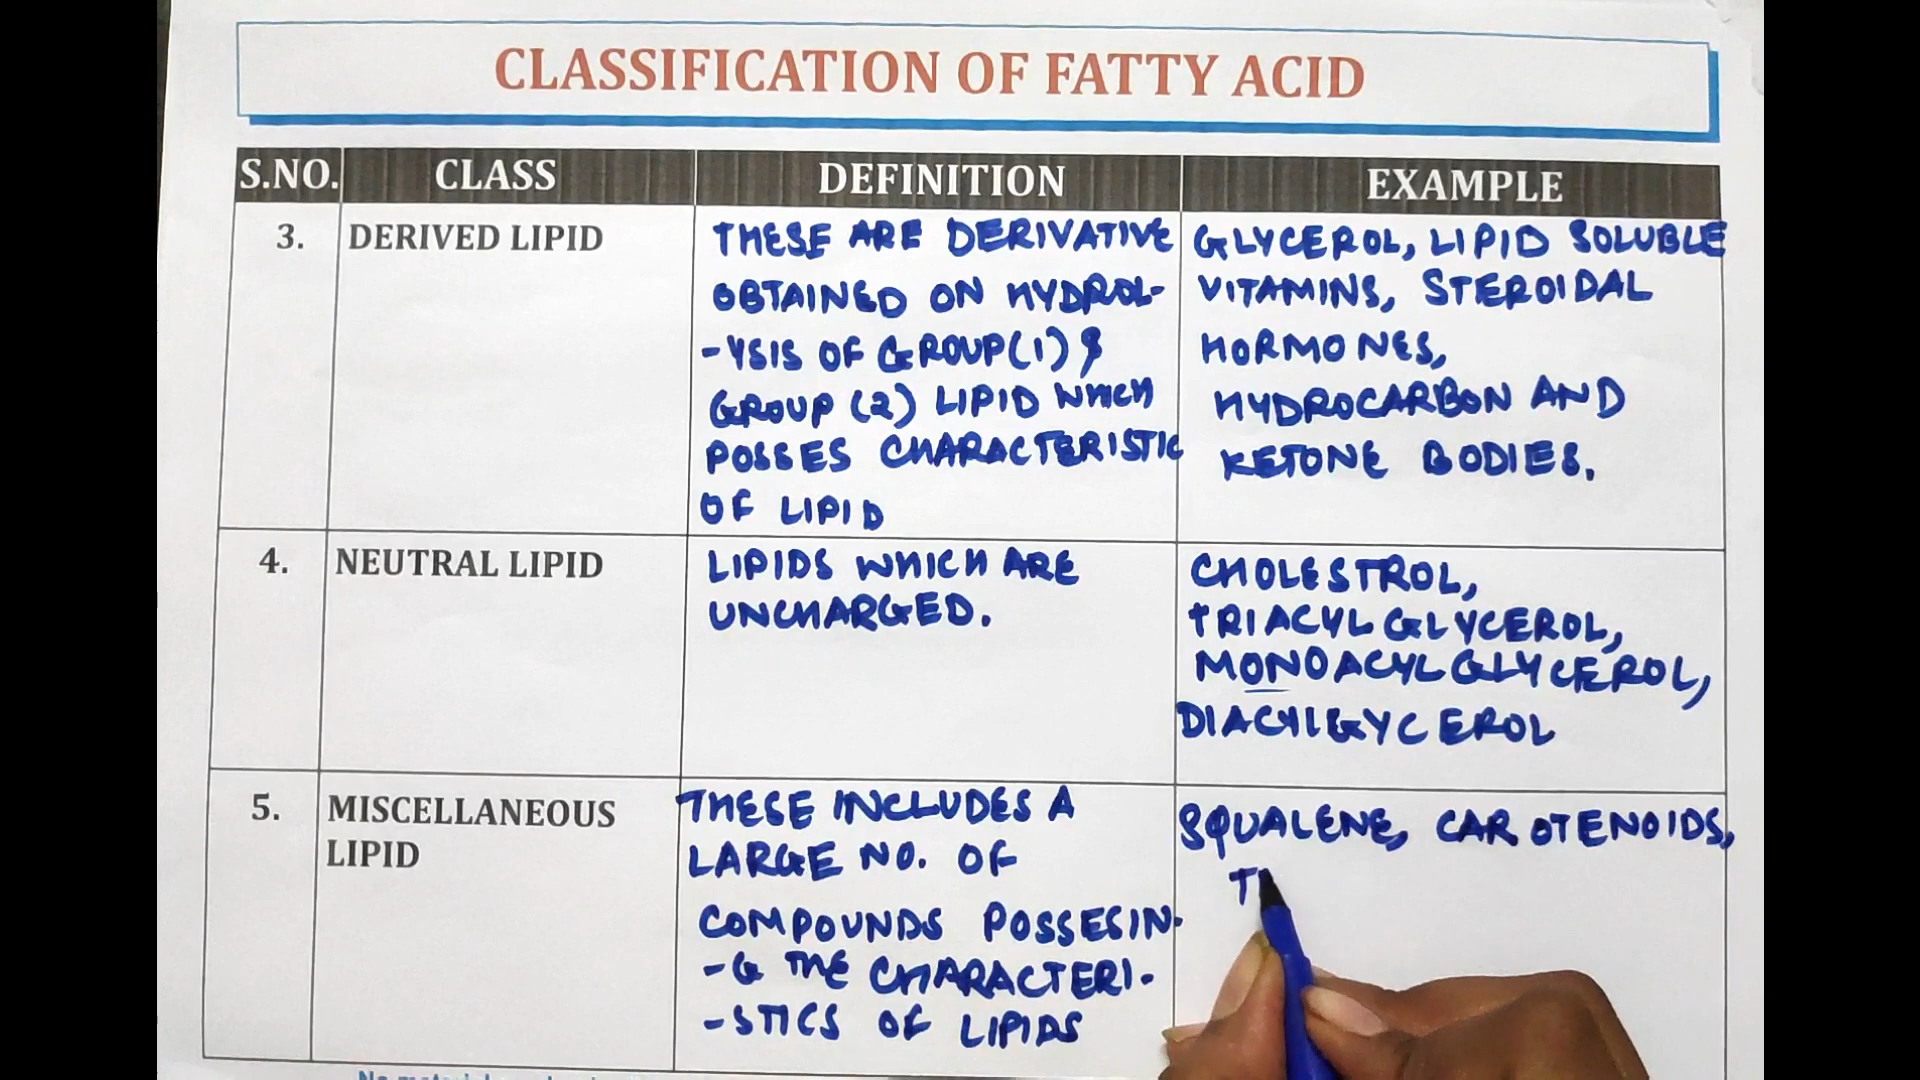 CLASSIFICATION OF FATTY ACID
S.NO. CLASS DEFINITION EXAMPLE
3. DERIVED LIPID
THESE ARE DERIVATIVE
OBTAINED ON HYDROL-
-YSIS OF GROUP(1) &
GROUP (2) LIPID WHICH
POSSES CHARACTERISTIC
OF LIPID
GLYCEROL, LIPID SOLUBLE
VITAMINS, STEROIDAL
HORMONES,
HYDROCARBON AND
KETONE BODIES.
4. NEUTRAL LIPID
LIPIDS WHICH ARE
UNCHARGED.
CHOLESTROL,
TRIACYLGLYCEROL,
MONOACYLGLYCEROL,
DIACYLGYCEROL
5. MISCELLANEOUS
LIPID
THESE INCLUDES A
LARGE NO. OF
COMPOUNDS POSSESIN-
-G THE CHARACTERI-
-STICS OF LIPIDS
SQUALENE, CAROTENOIDS,